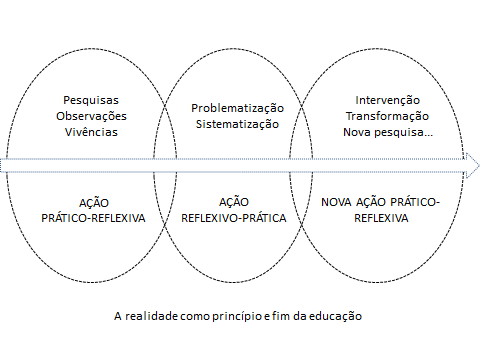 Pesquisas
Observações
Vivências
Problematização
Sistematização
Intervenção
Transformação
Nova pesquisa...
AÇÃO
PRÁTICO-REFLEXIVA
AÇÃO
REFLEXIVO-PRÁTICA
NOVA AÇÃO PRÁTICO-
REFLEXIVA
A realidade como princípio e fim da educação